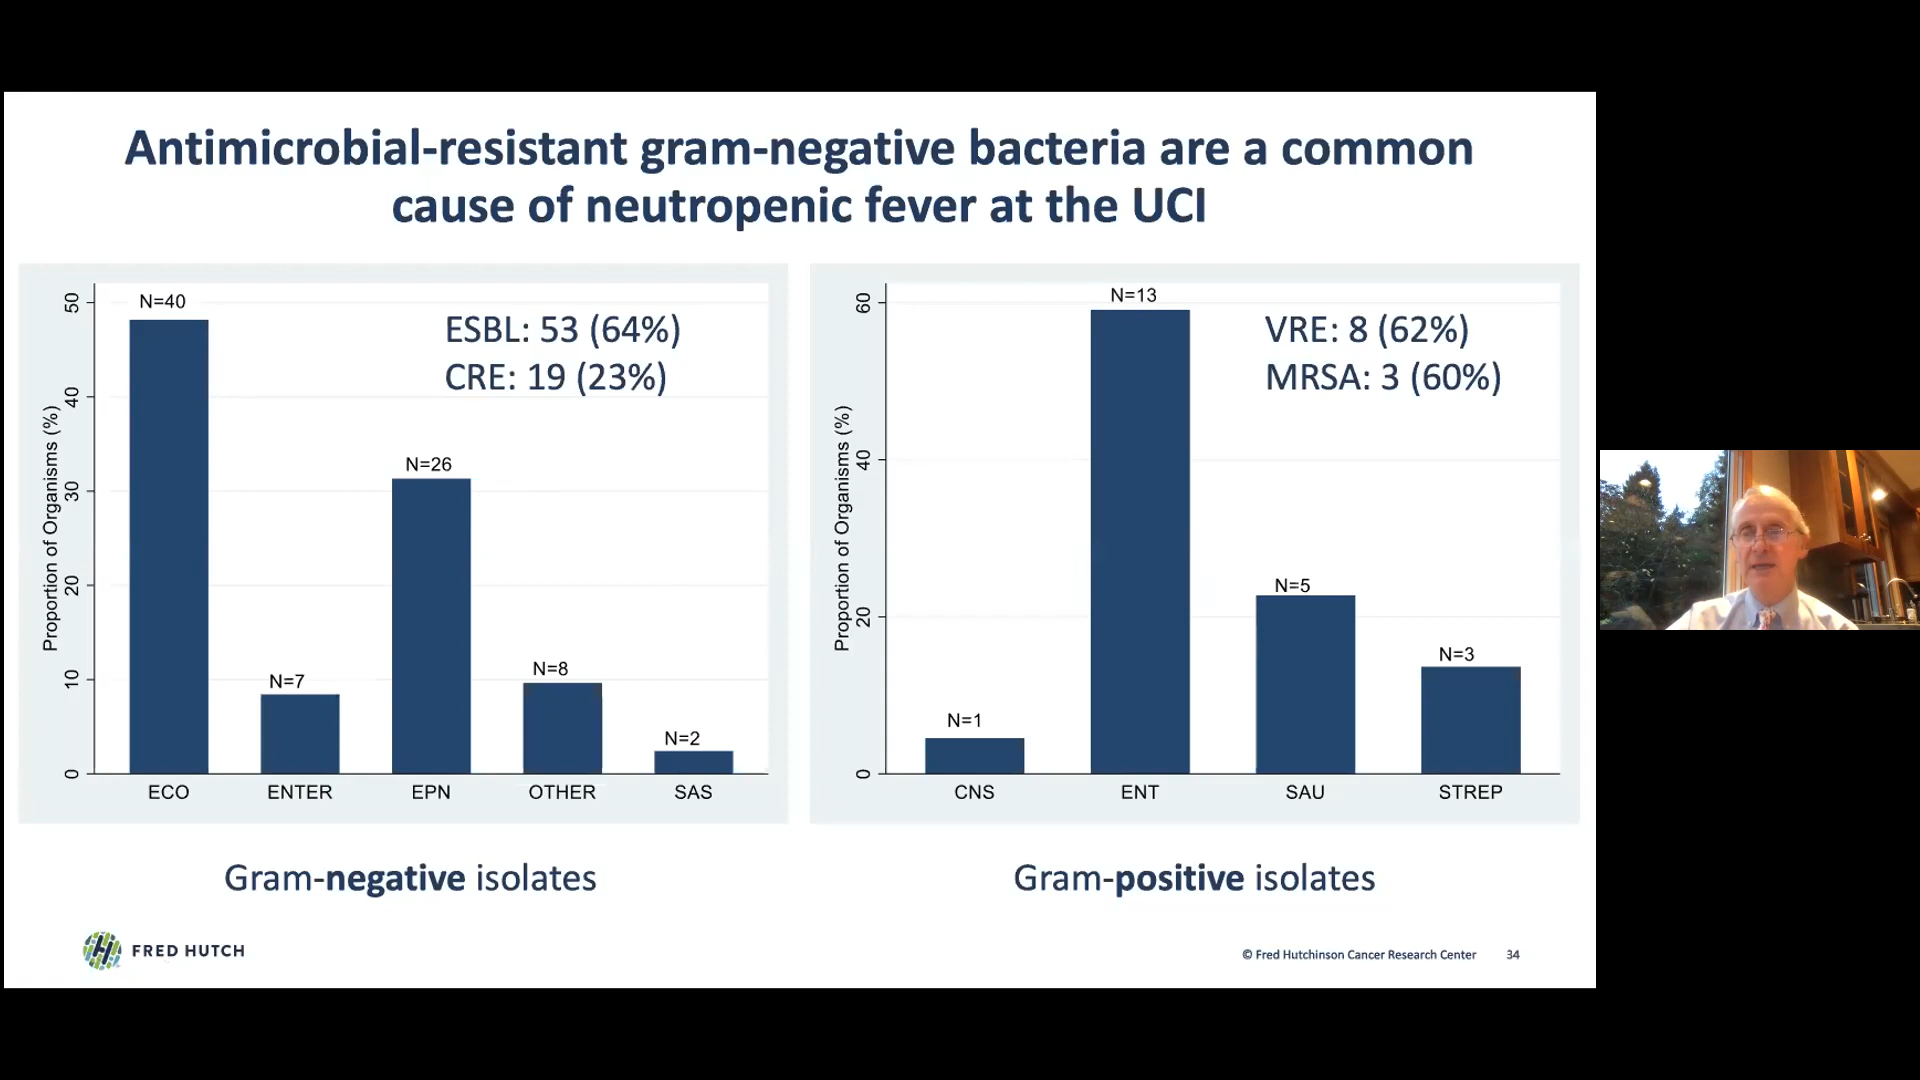 Antimicrobial-resistant gram-negative bacteria are a common
cause of neutropenic fever at the UCI
Proportion of Organisms (%)
50
40
30
20
10
0
N=40
N=7
N=26
N=8
N=2
ESBL: 53 (64%)
CRE: 19 (23%)
ECO
ENTER
EPN
OTHER
SAS
Gram-negative isolates
Proportion of Organisms (%)
60
40
20
0
N=1
N=13
N=5
N=3
VRE: 8 (62%)
MRSA: 3 (60%)
CNS
ENT
SAU
STREP
Gram-positive isolates
FRED HUTCH
© Fred Hutchinson Cancer Research Center
34